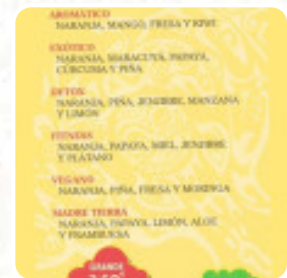 AROMÁTICO
NARANJA, MANGO, FRESA Y KIWI
EXÓTICO
NARANJA, MARACUYA, PAPAYA,
CÚRCUMA Y PIÑA
DETOX
NARANJA, PIÑA, JENJIBRE, MANZANA
Y LIMÓN
FITNESS
NARANJA, PAPAYA, MIEL, JENJIBRE
Y PLÁTANO
VEGANO
NARANJA, PIÑA, FRESA Y MORINGA
MADRE TIERRA
NARANJA, PAPAYA, LIMÓN, ALOE
Y FRAMBUESA
GRANDE